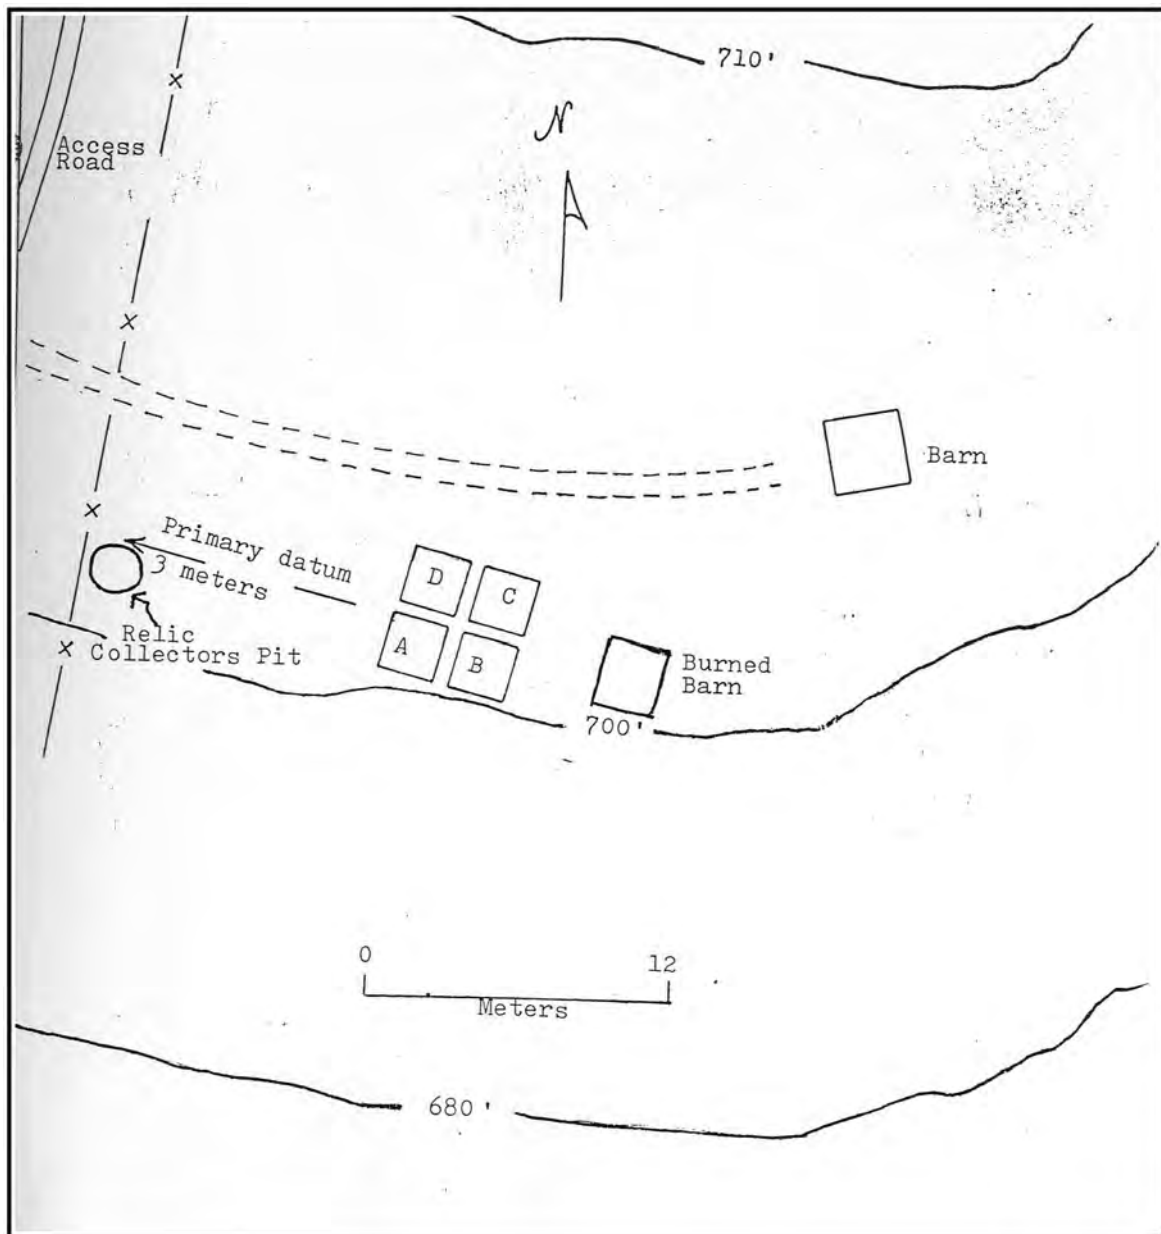 710'
N
Access
Road
Barn
Primary datum
3 meters
D
C
A
B
Relic
Collectors Pit
Burned
Barn
700'
0
12
Meters
680'